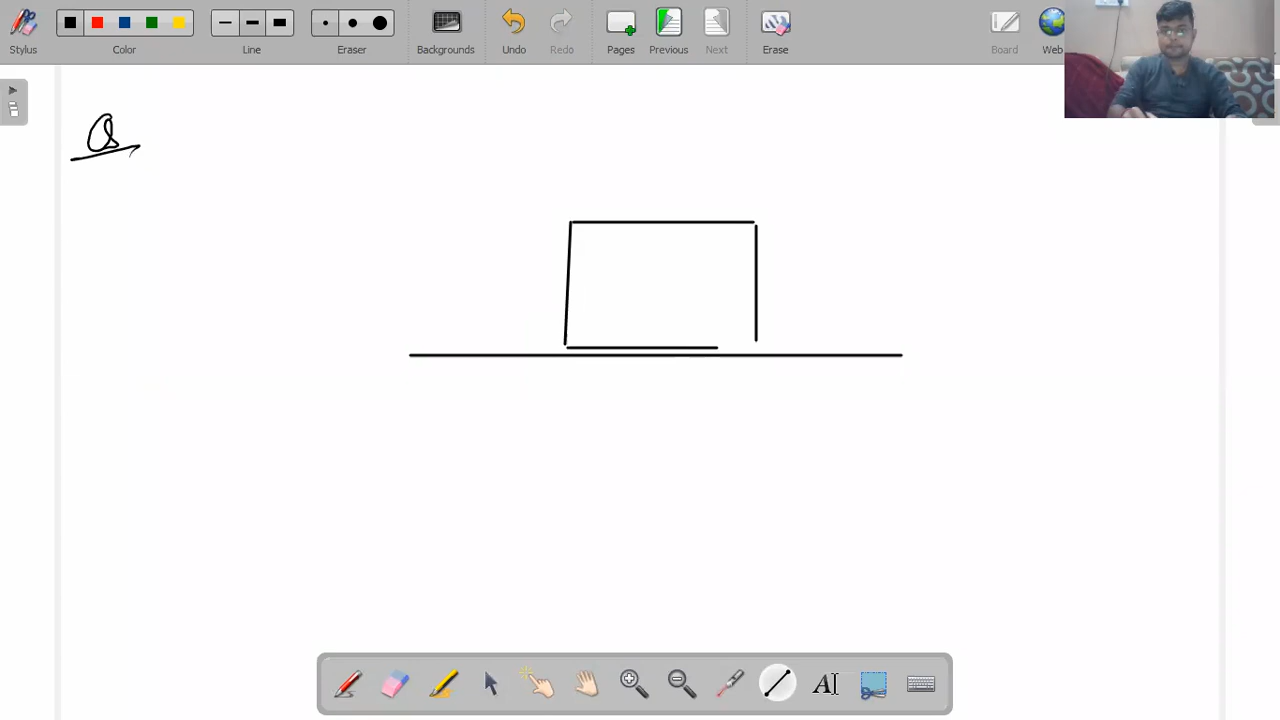 Stylus
Color
Line
Eraser
Backgrounds
Undo
Redo
Pages
Previous
Next
Erase
Board
Web
Q
A